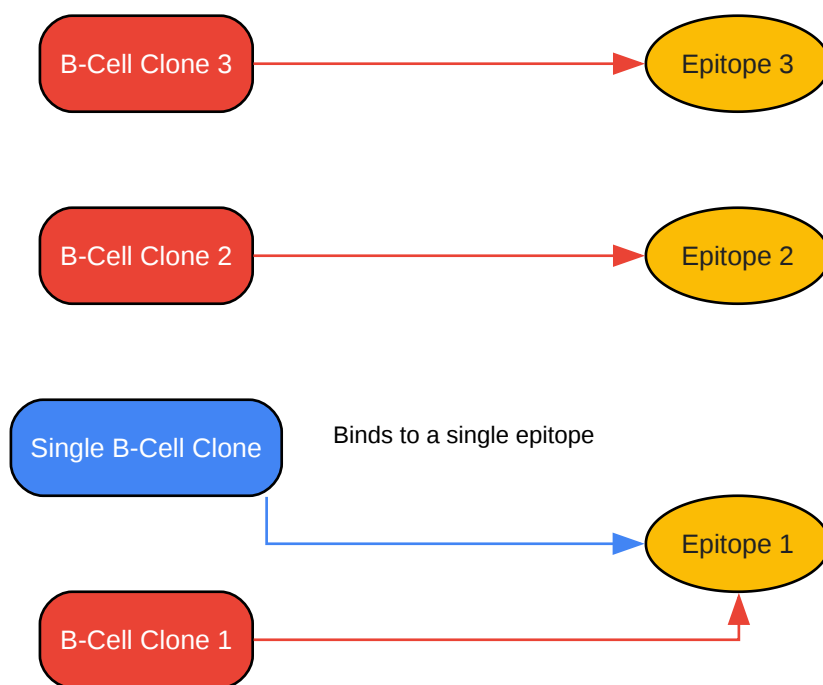 B-Cell Clone 3
Epitope 3
B-Cell Clone 2
Epitope 2
Single B-Cell Clone
Binds to a single epitope
Epitope 1
B-Cell Clone 1